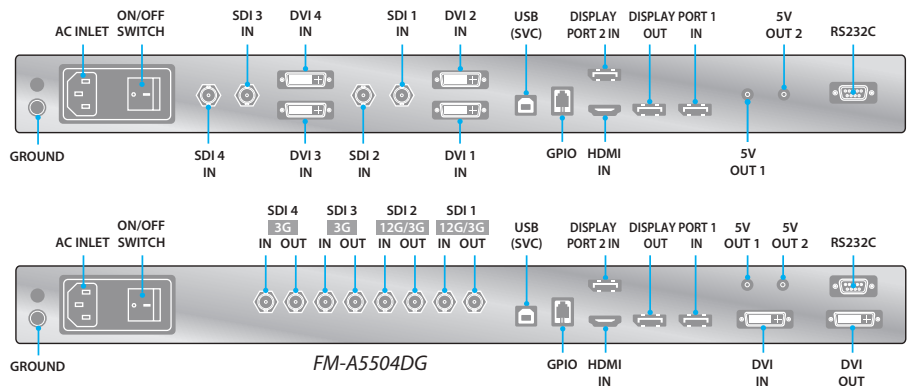 ON/OFF SDI 3 DVI 4 SDI 1 DVI 2 USB DISPLAY DISPLAY PORT 1 5V
AC INLET SWITCH IN IN IN IN (SVC) PORT 2 IN OUT IN OUT 2 RS232C
GROUND SDI 4 DVI 3 SDI 2 DVI 1 GPIO HDMI 5V
IN IN IN IN IN OUT 1
SDI 4 SDI 3 SDI 2 SDI 1
ON/OFF 3G 3G 12G/3G 12G/3G USB DISPLAY DISPLAY PORT 1 5V 5V
AC INLET SWITCH IN OUT IN OUT IN OUT IN OUT (SVC) PORT 2 IN OUT IN OUT 1 OUT 2 RS232C
GROUND FM-A5504DG GPIO HDMI DVI DVI
IN IN OUT